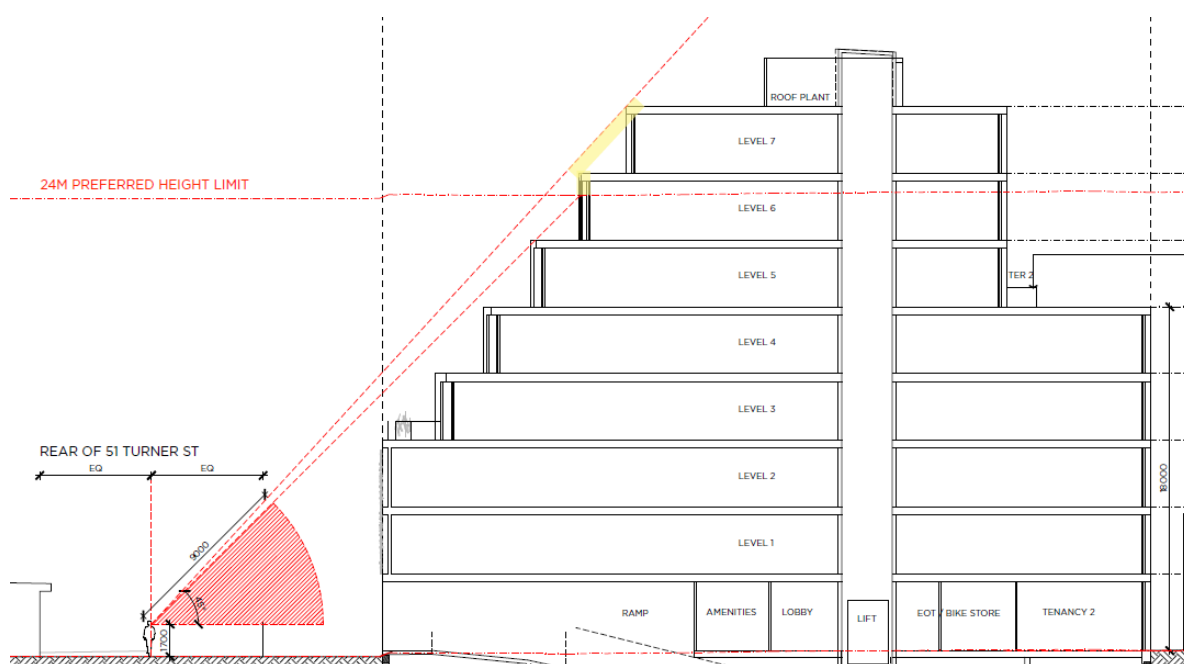 ROOF PLANT
LEVEL 7
24M PREFERRED HEIGHT LIMIT
LEVEL 6
LEVEL 5
TER 2
LEVEL 4
LEVEL 3
REAR OF 51 TURNER ST
EQ
EQ
LEVEL 2
18000
9000
LEVEL 1
45°
1700
RAMP
AMENITIES
LOBBY
LIFT
EOT / BIKE STORE
TENANCY 2